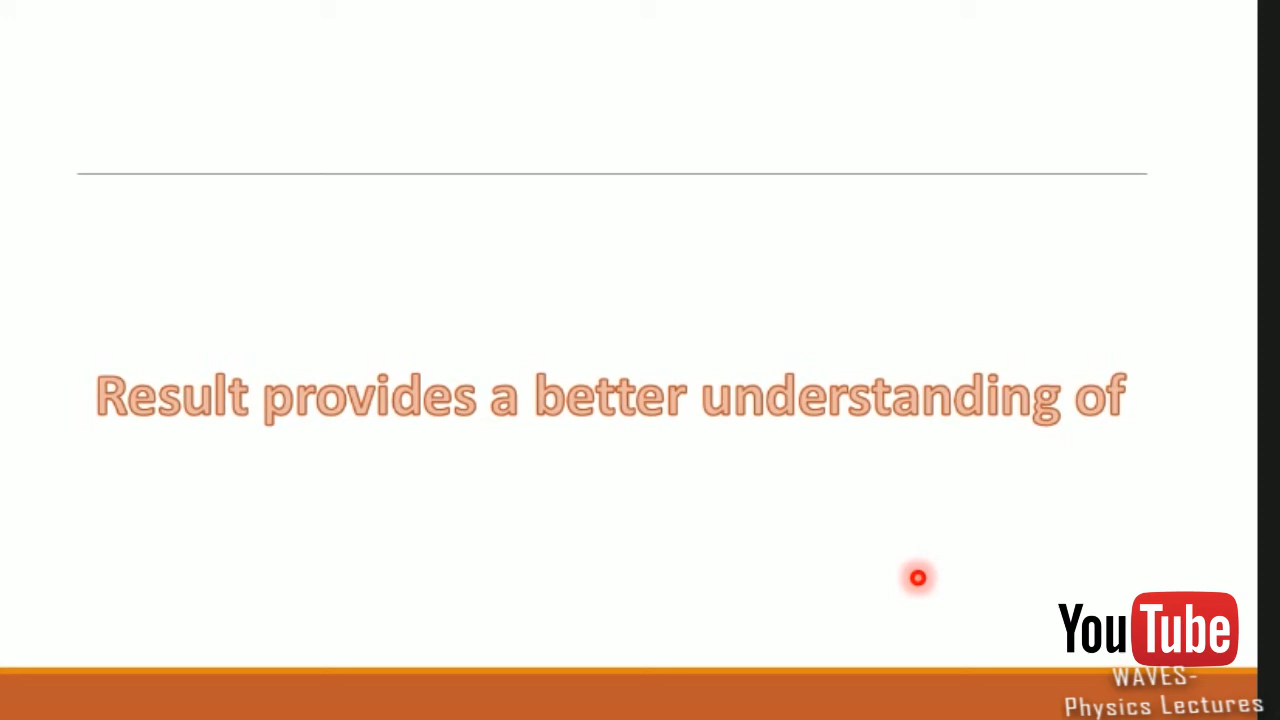 Result provides a better understanding of
YouTube
WAVES-
Physics Lectures